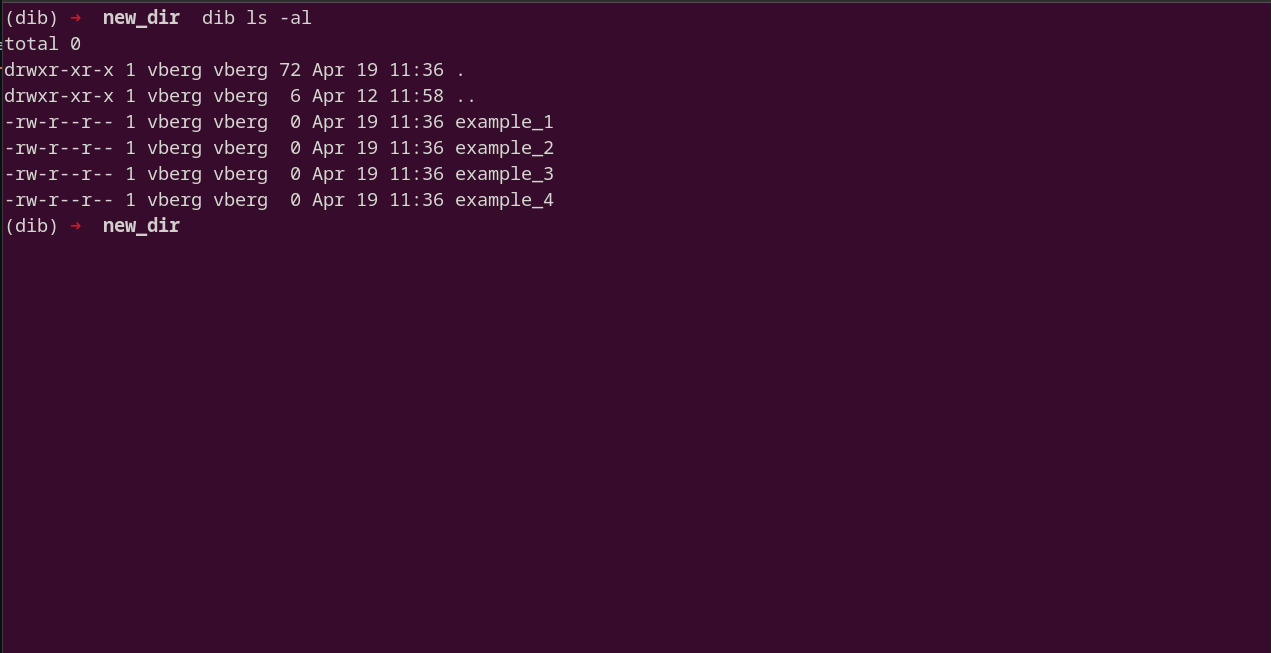 (dib) → new_dir dib ls -al
total 0
drwxr-xr-x 1 vberg vberg 72 Apr 19 11:36 .
drwxr-xr-x 1 vberg vberg  6 Apr 12 11:58 ..
-rw-r--r-- 1 vberg vberg  0 Apr 19 11:36 example_1
-rw-r--r-- 1 vberg vberg  0 Apr 19 11:36 example_2
-rw-r--r-- 1 vberg vberg  0 Apr 19 11:36 example_3
-rw-r--r-- 1 vberg vberg  0 Apr 19 11:36 example_4
(dib) → new_dir